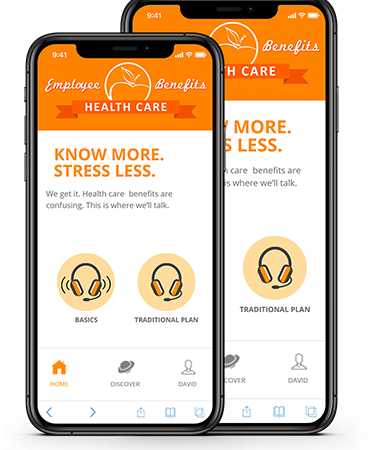 9:41
Employee Benefits
HEALTH CARE
KNOW MORE.
STRESS LESS.
We get it. Health care benefits are
confusing. This is where we'll talk.
BASICS
TRADITIONAL PLAN
HOME
DISCOVER
DAVID
9:41
Benefits
TH CARE
MORE.
S LESS.
care benefits are
is where we'll talk.
TRADITIONAL PLAN
COVER
DAVID